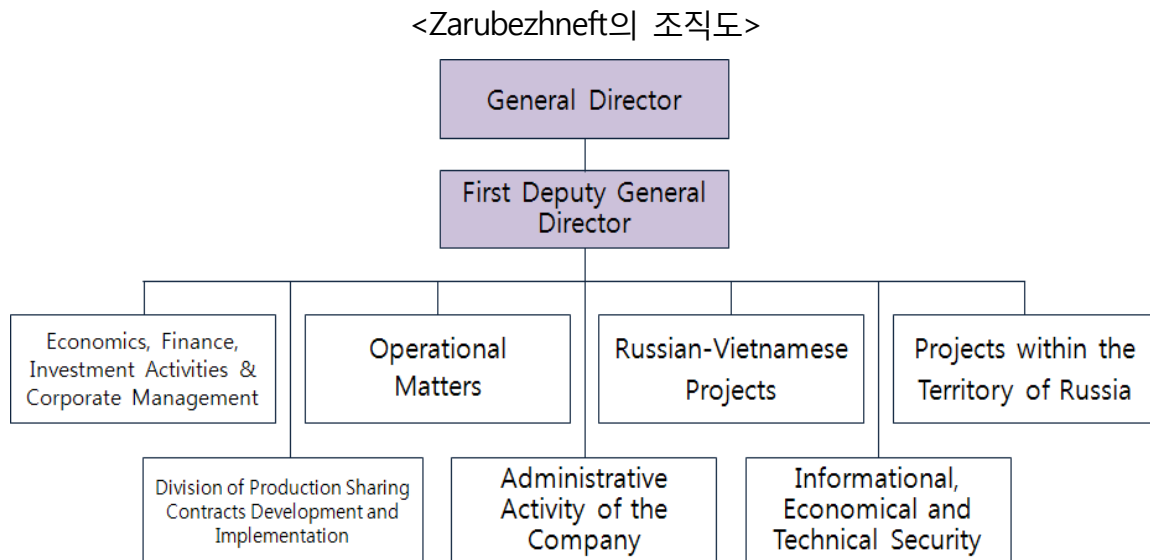 <Zarubezhneft의 조직도>
General Director
First Deputy General
Director
Economics, Finance,
Investment Activities &
Corporate Management
Operational
Matters
Russian-Vietnamese
Projects
Projects within the
Territory of Russia
Division of Production Sharing
Contracts Development and
Implementation
Administrative
Activity of the
Company
Informational,
Economical and
Technical Security